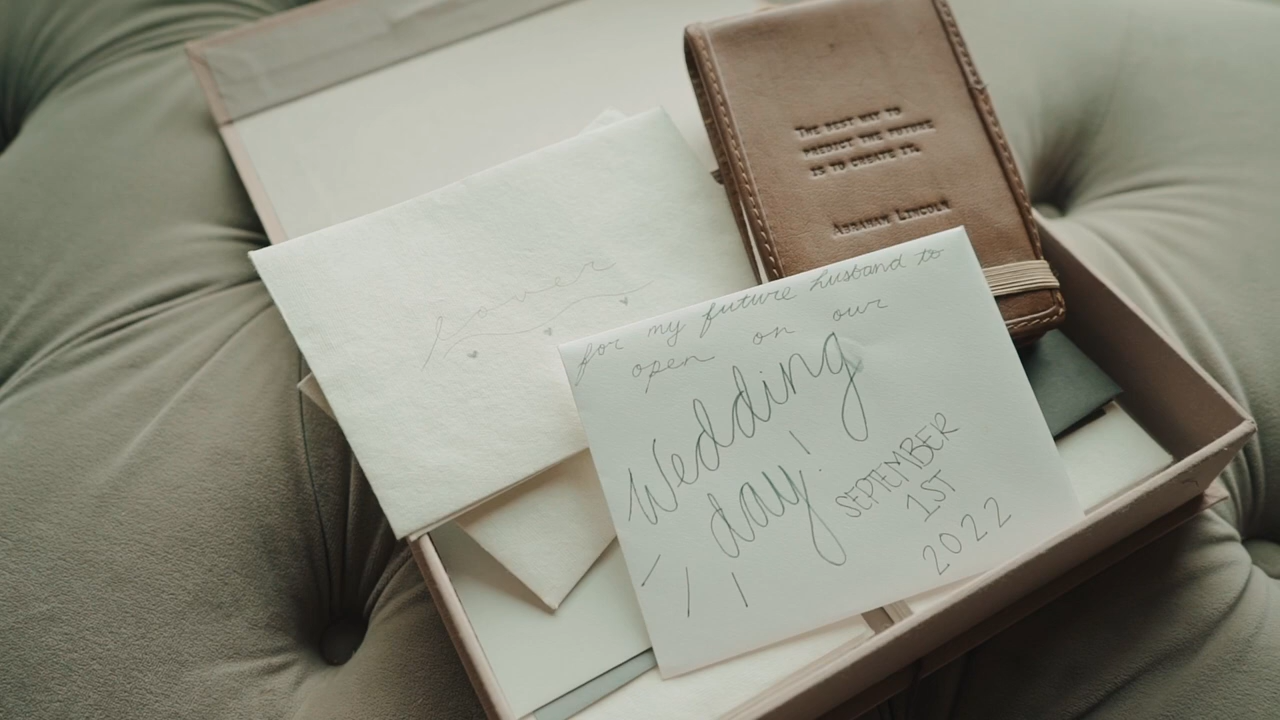 THE BEST WAY TO
PREDICT THE FUTURE
IS TO CREATE IT.
ABRAHAM LINCOLN
Lover
for my future husband to
open on our
Wedding
day!
SEPTEMBER
1ST
2022